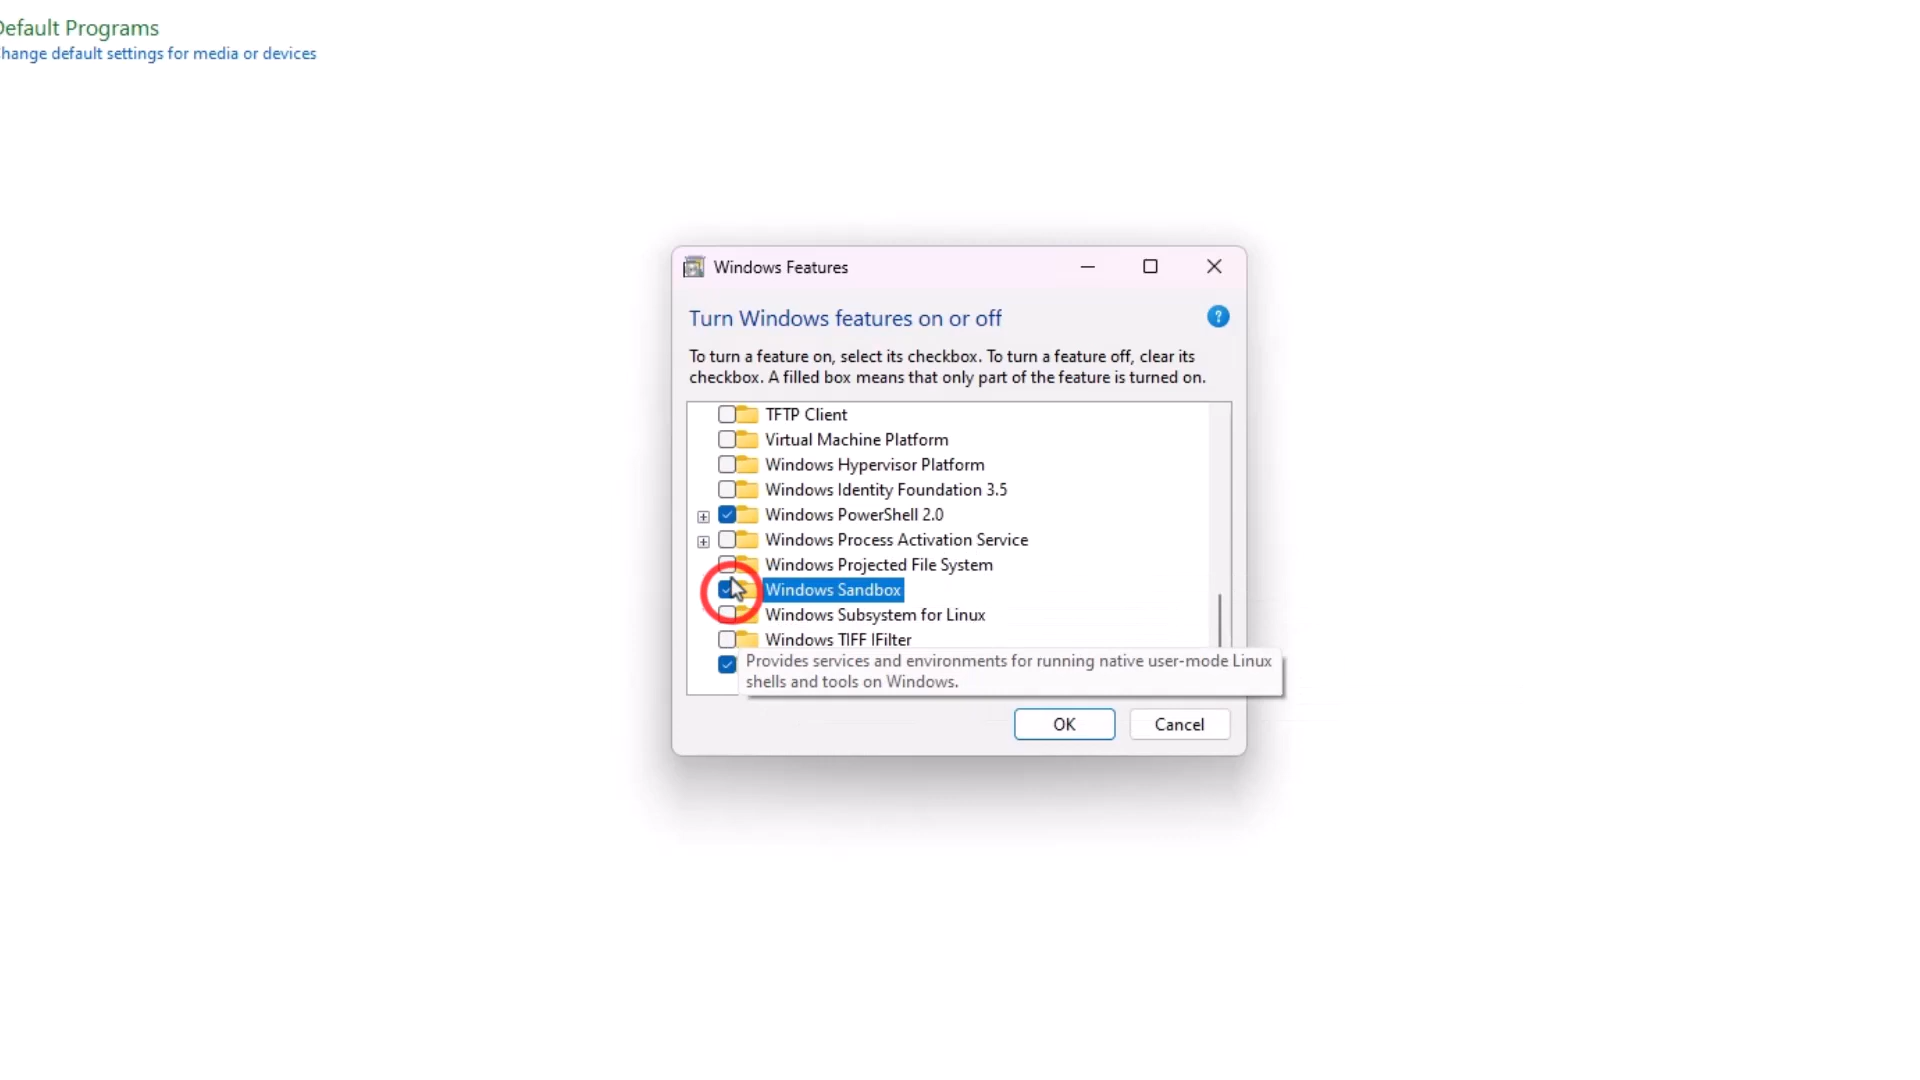 Default Programs
Change default settings for media or devices
Windows Features
Turn Windows features on or off
?
To turn a feature on, select its checkbox. To turn a feature off, clear its
checkbox. A filled box means that only part of the feature is turned on.
TFTP Client
Virtual Machine Platform
Windows Hypervisor Platform
Windows Identity Foundation 3.5
Windows PowerShell 2.0
Windows Process Activation Service
Windows Projected File System
Windows Sandbox
Windows Subsystem for Linux
Windows TIFF IFilter
Provides services and environments for running native user-mode Linux
shells and tools on Windows.
OK
Cancel